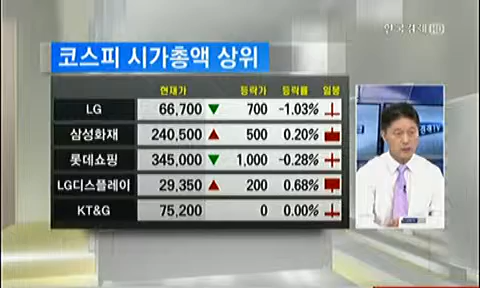 한국경제 HD
코스피 시가총액 상위
현재가 등락가 등락률 일봉
LG 66,700 ▼ 700 -1.03%
삼성화재 240,500 ▲ 500 0.20%
롯데쇼핑 345,000 ▼ 1,000 -0.28%
LG디스플레이 29,350 ▲ 200 0.68%
KT&G 75,200 0 0.00%